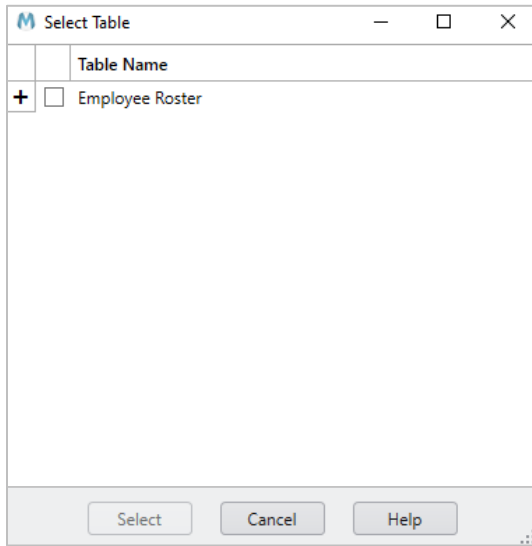 Select Table
Table Name
Employee Roster
Select
Cancel
Help